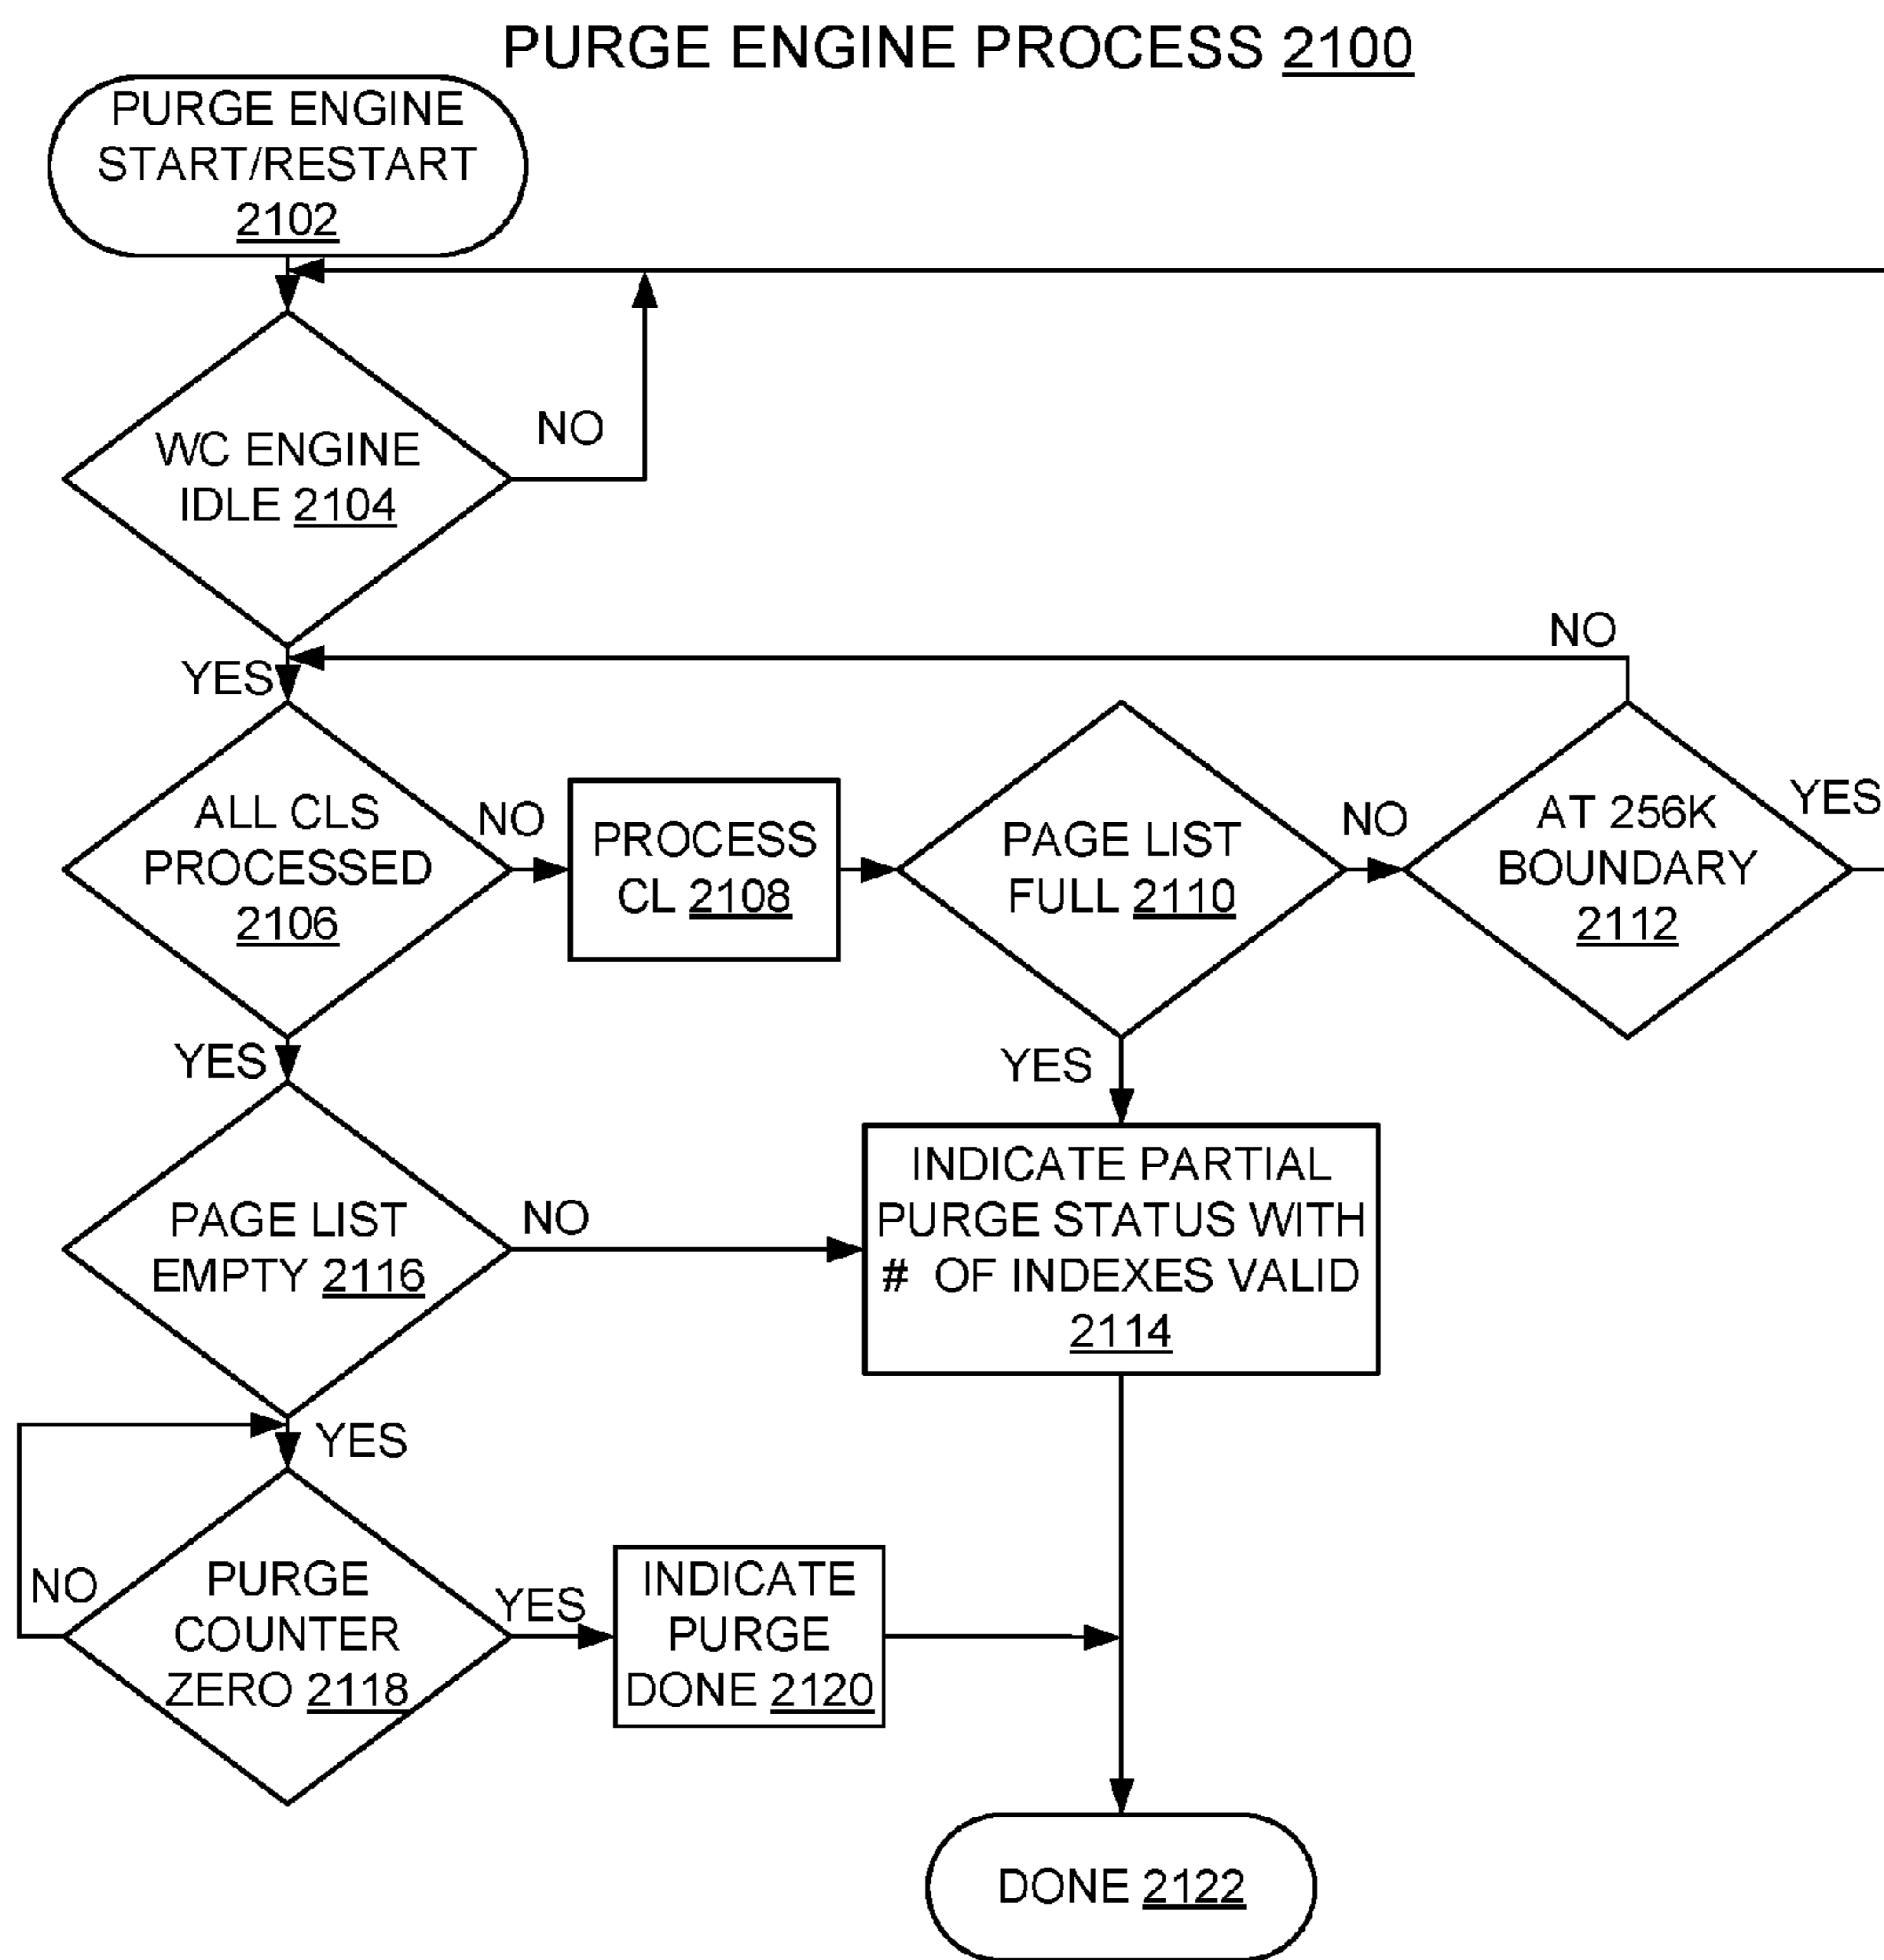 PURGE ENGINE PROCESS 2100
PURGE ENGINE
START/RESTART
2102
WC ENGINE
IDLE 2104
NO
YES
NO
ALL CLS
PROCESSED
2106
NO
PROCESS
CL 2108
PAGE LIST
FULL 2110
NO
AT 256K
BOUNDARY
2112
YES
YES
YES
PAGE LIST
EMPTY 2116
NO
INDICATE PARTIAL
PURGE STATUS WITH
# OF INDEXES VALID
2114
YES
NO
PURGE
COUNTER
ZERO 2118
YES
INDICATE
PURGE
DONE 2120
DONE 2122